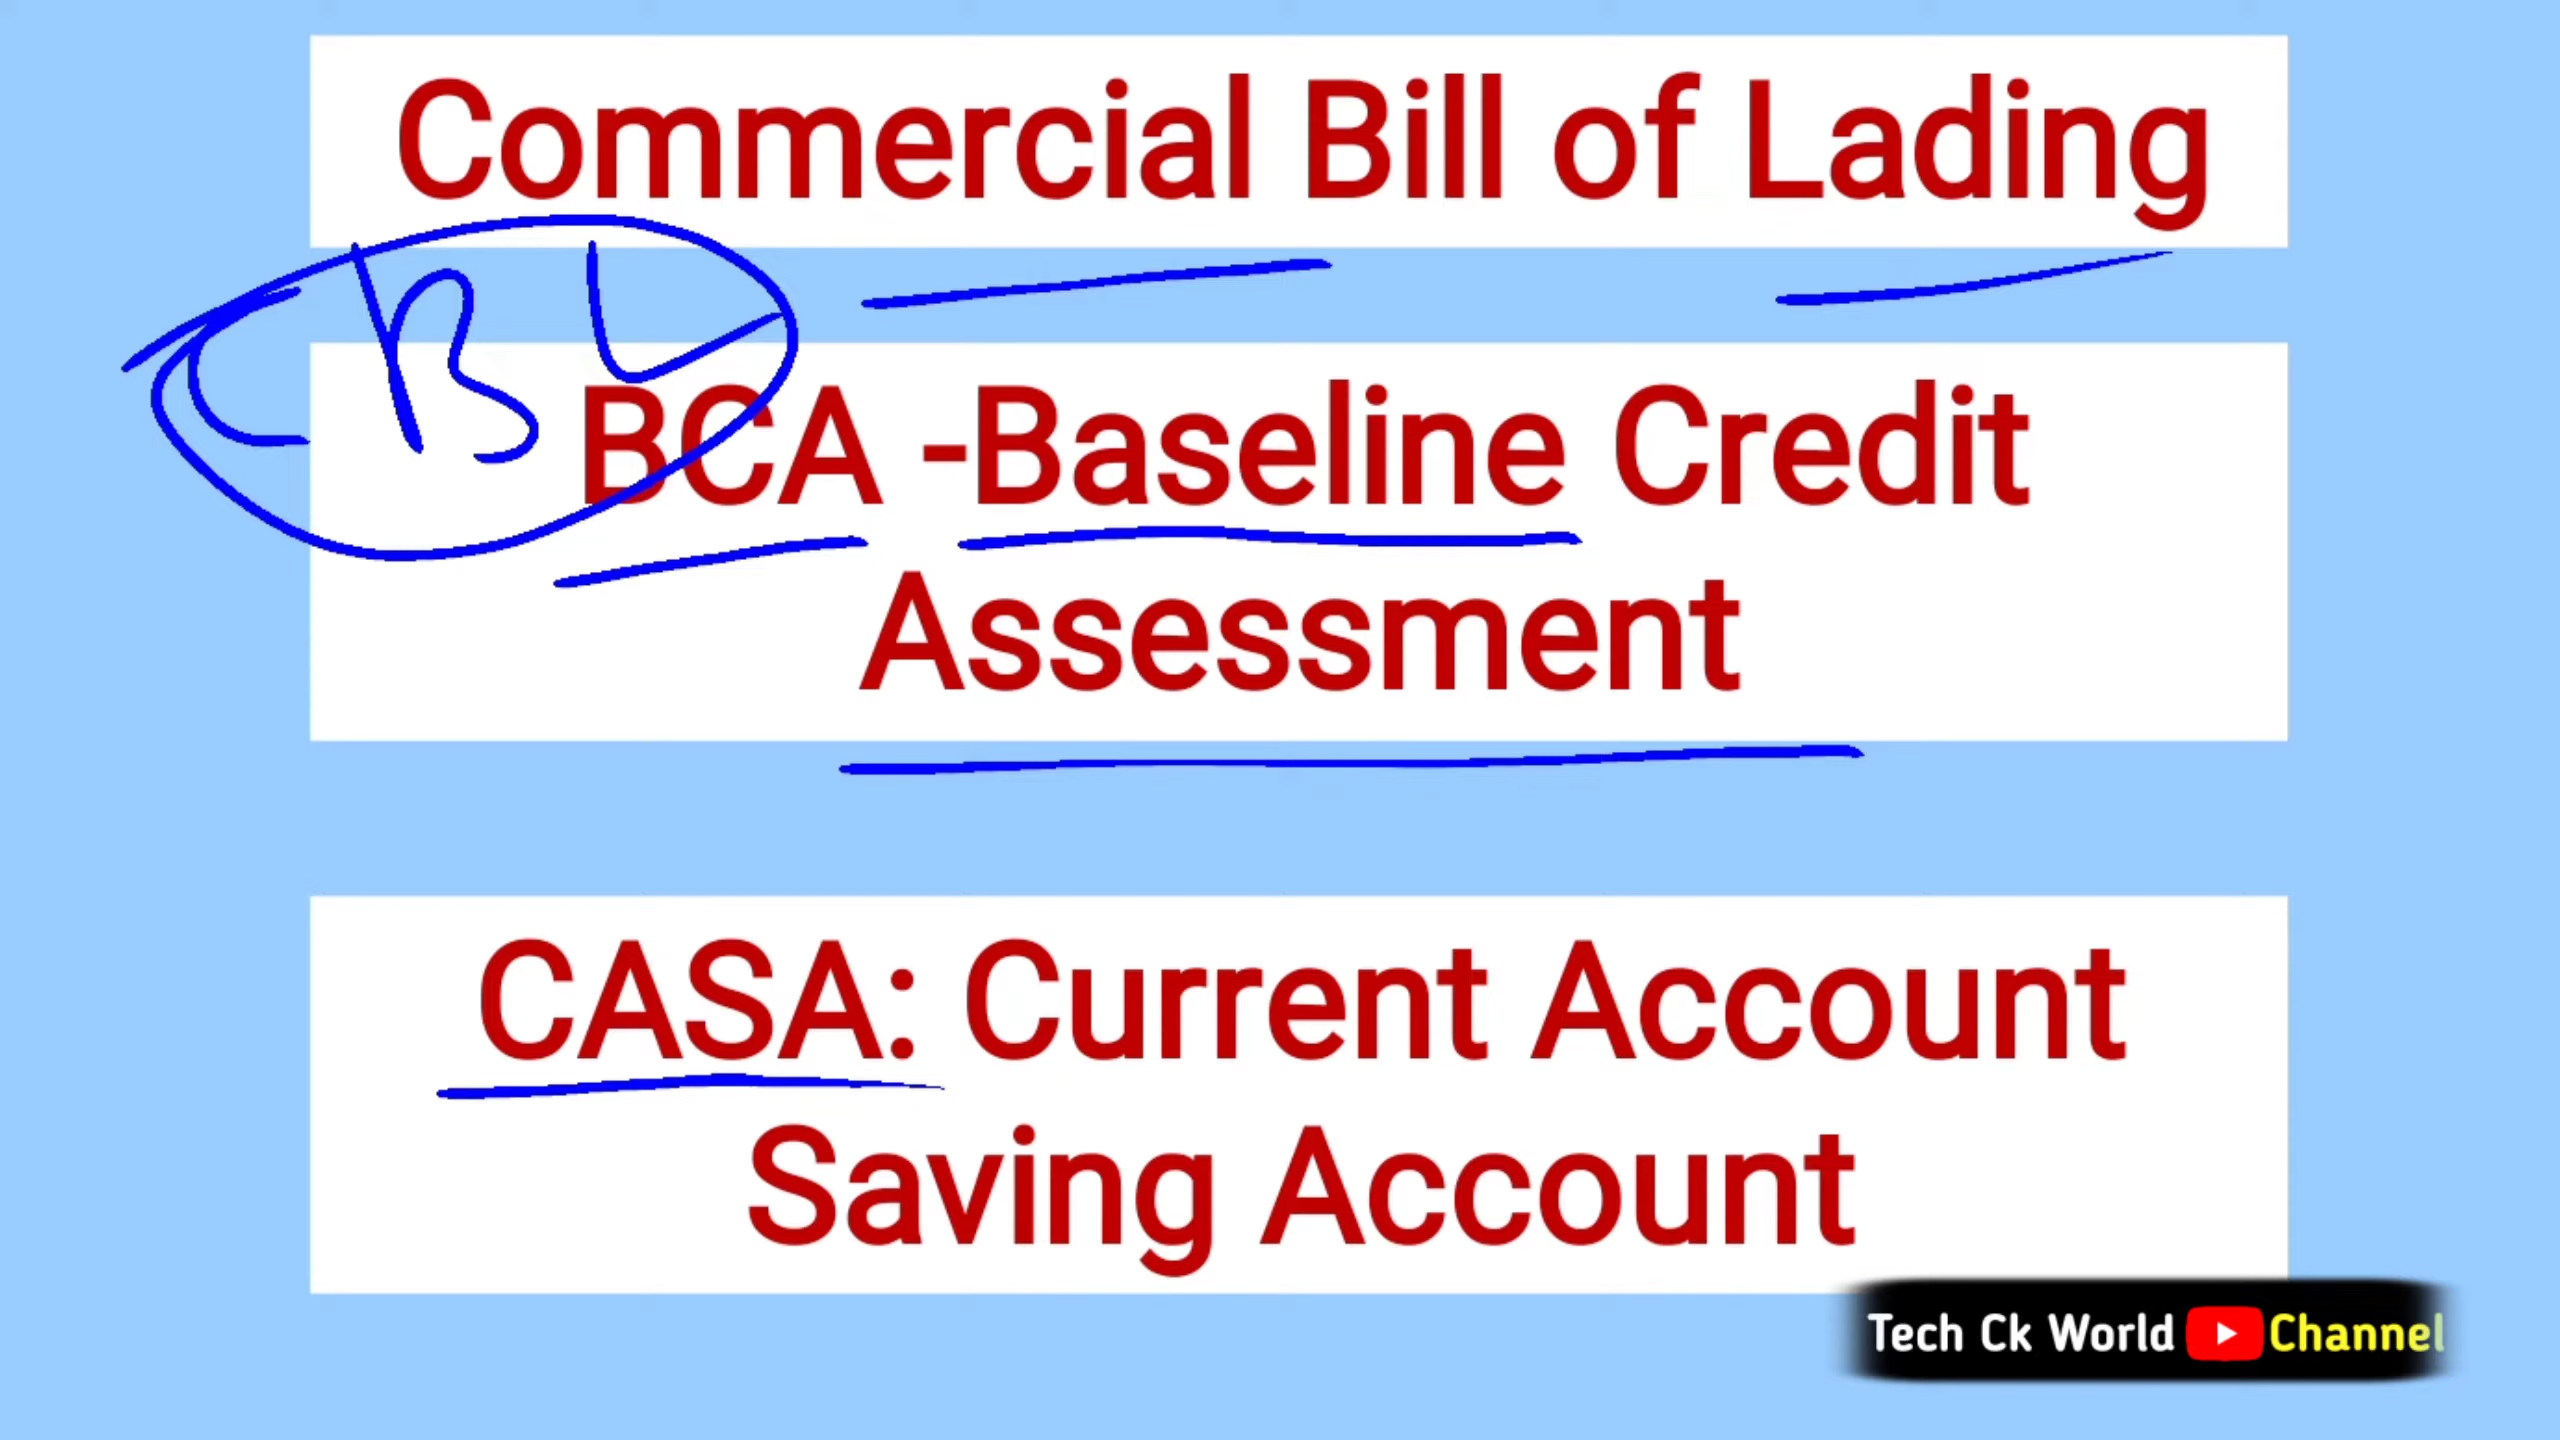 Commercial Bill of Lading
CBL
BCA -Baseline Credit
Assessment
CASA: Current Account
Saving Account
Tech Ck World Channel